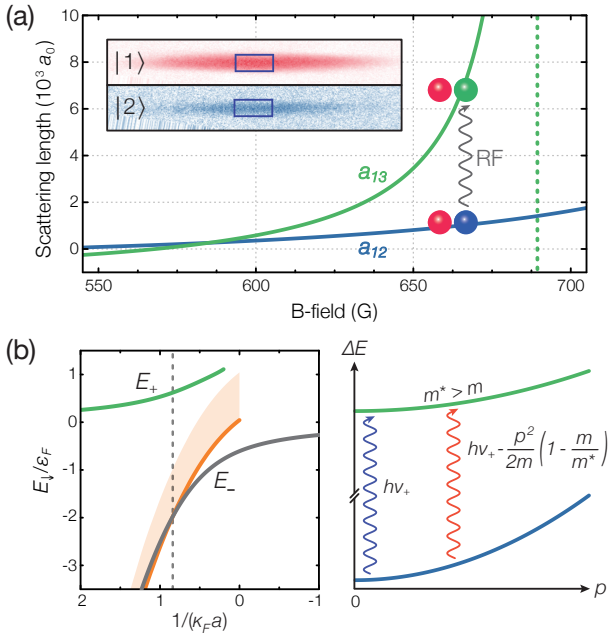 (a)
Scattering length (10³ a₀)
10
8
6
4
2
0
|1⟩
|2⟩
a₁₃
RF
a₁₂
550
600
650
700
B-field (G)
(b)
E↓/εF
1
0
-1
-2
-3
E₊
E₋
2
1
0
-1
1/(κF a)
ΔE
m* > m
hν₊
hν₊ - p²/2m (1 - m/m*)
0
p